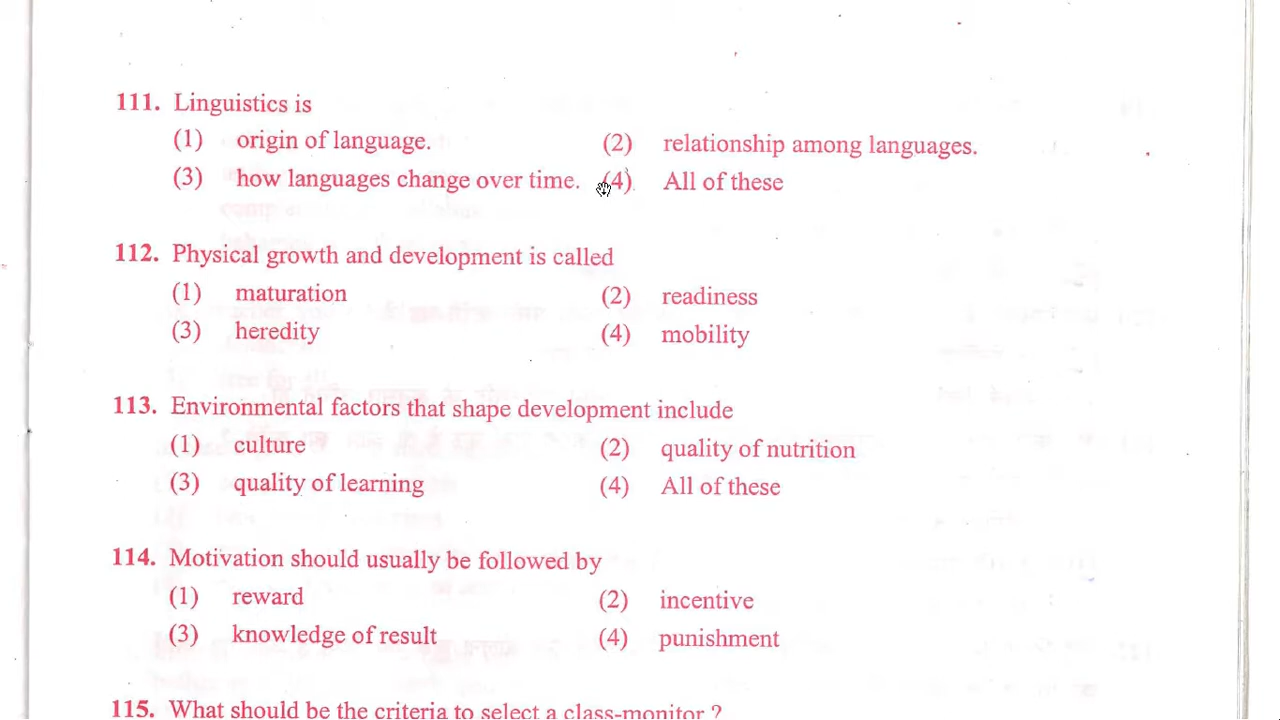 111. Linguistics is
(1) origin of language. (2) relationship among languages.
(3) how languages change over time. (4) All of these
112. Physical growth and development is called
(1) maturation (2) readiness
(3) heredity (4) mobility
113. Environmental factors that shape development include
(1) culture (2) quality of nutrition
(3) quality of learning (4) All of these
114. Motivation should usually be followed by
(1) reward (2) incentive
(3) knowledge of result (4) punishment
115. What should be the criteria to select a class-monitor ?